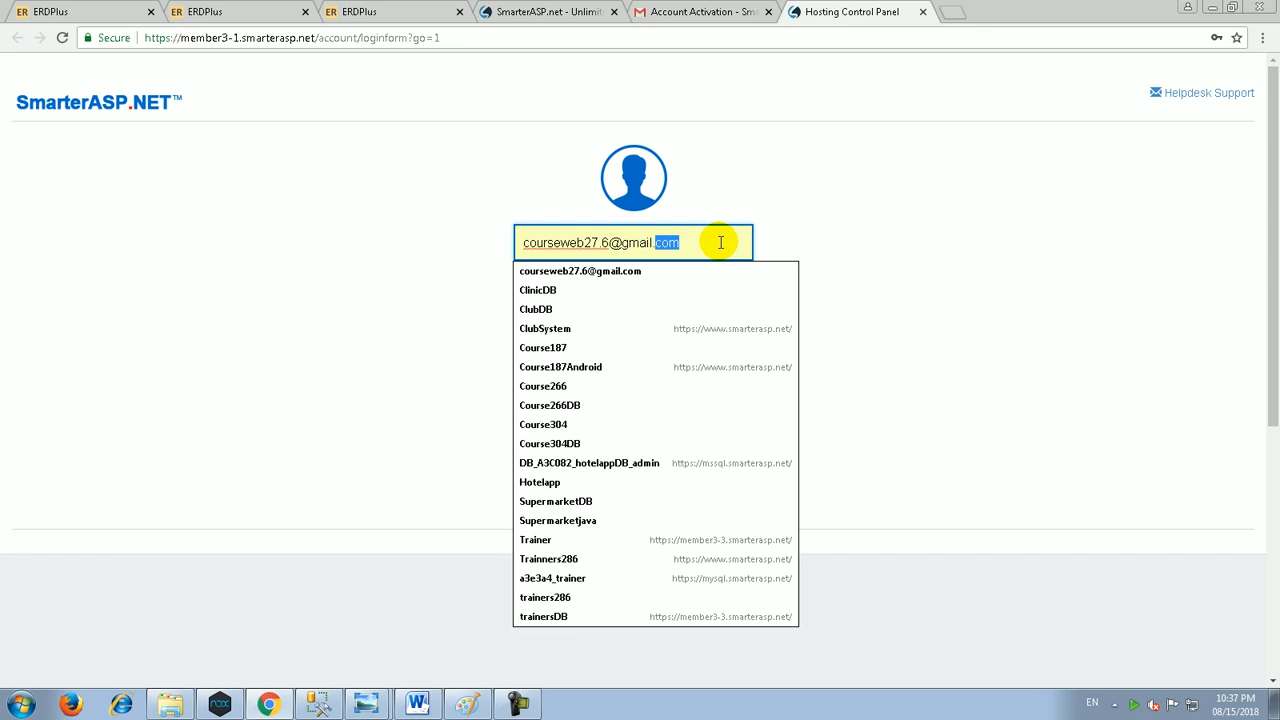 ERDPlus
ERDPlus
ERDPlus
SmarterASP.net - Unlimite
Account Activation - Sma
Hosting Control Panel
Secure
https://member3-1.smarterasp.net/account/loginform?go=1
SmarterASP.NET™
Helpdesk Support
courseweb27.6@gmail.com
courseweb27.6@gmail.com
ClinicDB
ClubDB
ClubSystem https://www.smarterasp.net/
Course187
Course187Android https://www.smarterasp.net/
Course266
Course266DB
Course304
Course304DB
DB_A3C082_hotelappDB_admin https://mssql.smarterasp.net/
Hotelapp
SupermarketDB
Supermarketjava
Trainer https://member3-3.smarterasp.net/
Trainners286 https://www.smarterasp.net/
a3e3a4_trainer https://mysql.smarterasp.net/
trainers286
trainersDB https://member3-3.smarterasp.net/
nox
EN
10:37 PM
08/15/2018